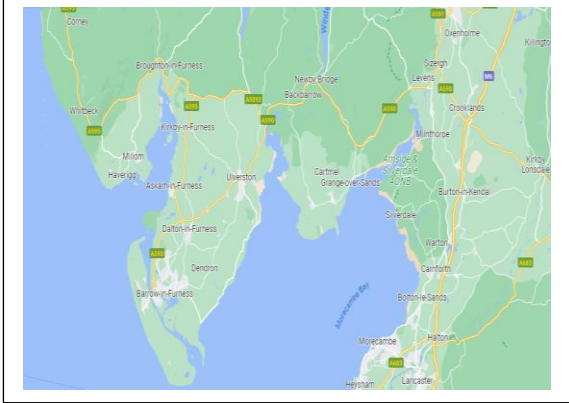 Corney
A591
Oxenholme
Killingto
Sizergh
Broughton-in-Furness
Newby Bridge
Levens
A590
M6
Backbarrow
A5092
Whitbeck
A595
A590
A590
Crooklands
A595
Kirkby-in-Furness
Milnthorpe
Millom
Cartmel
Arnside &
Silverdale
AONB
Kirkby
Lonsdale
Haverigg
Askam-in-Furness
Ulverston
Grange-over-Sands
Burton-in-Kendal
Silverdale
Dalton-in-Furness
Warton
A590
Dendron
Carnforth
A683
Barrow-in-Furness
Bolton-le-Sands
Morecambe Bay
Morecambe
Halton
A683
Heysham
Lancaster